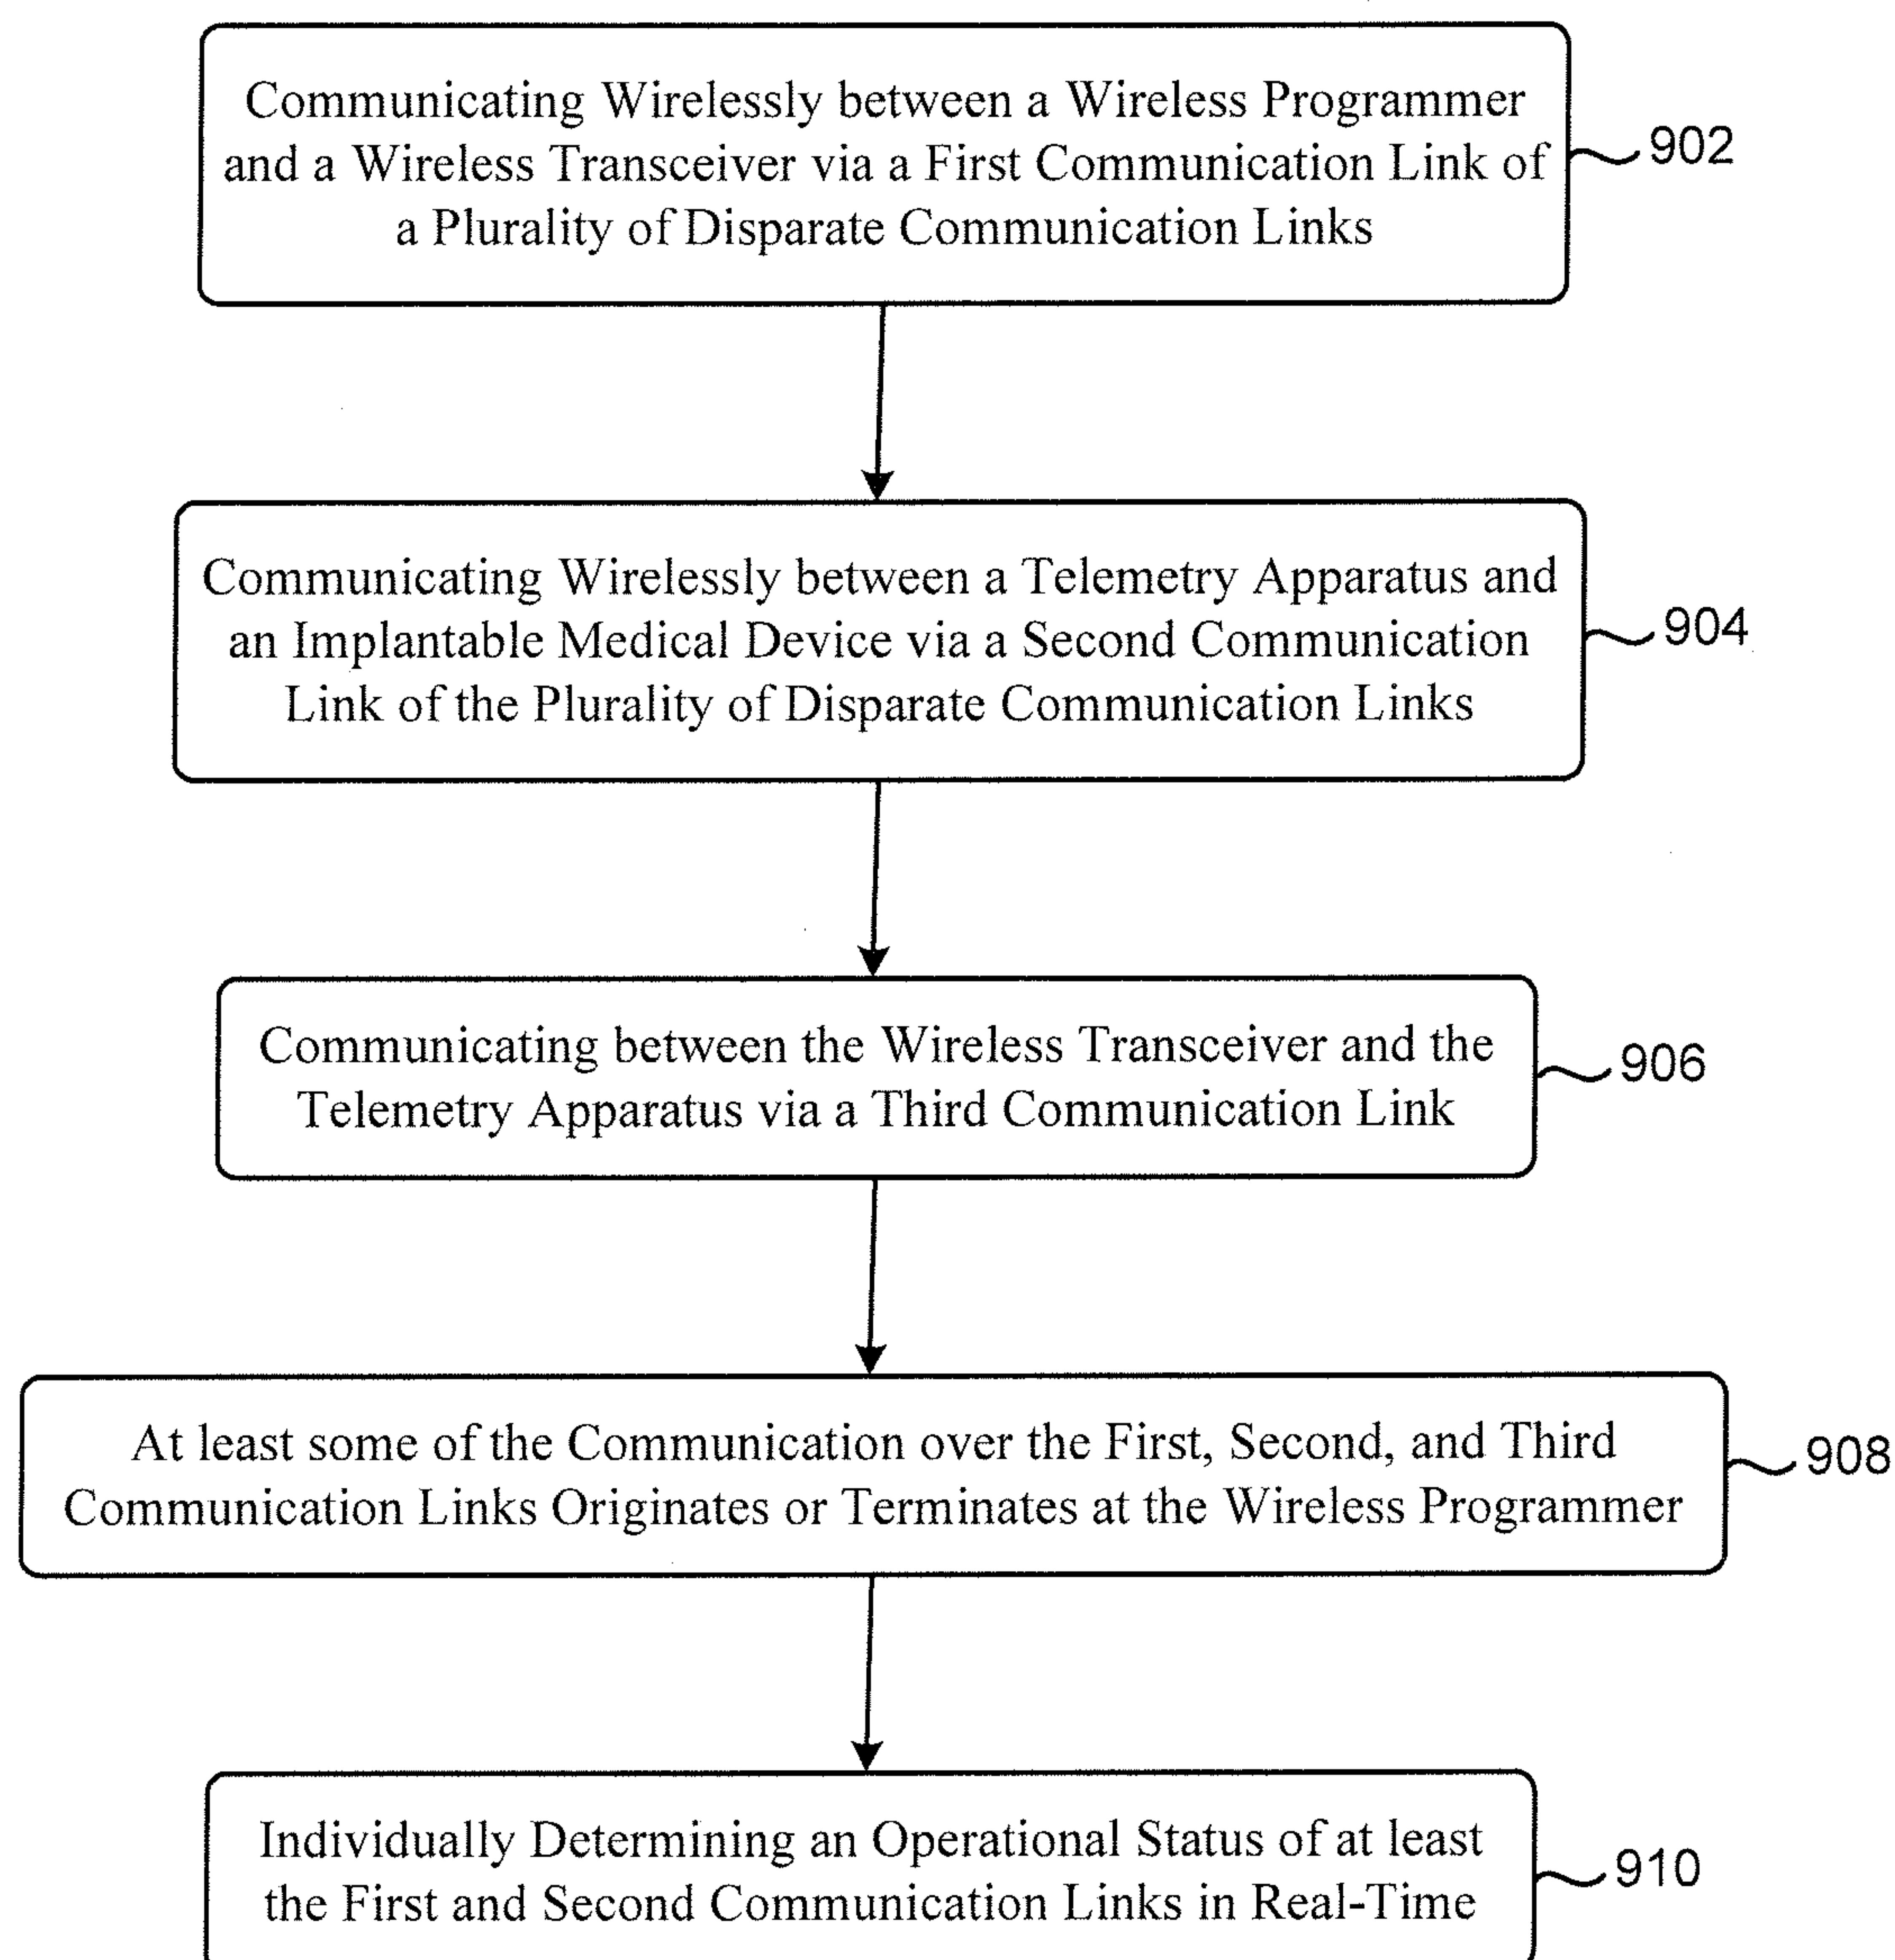 Communicating Wirelessly between a Wireless Programmer
and a Wireless Transceiver via a First Communication Link of
a Plurality of Disparate Communication Links
902
Communicating Wirelessly between a Telemetry Apparatus and
an Implantable Medical Device via a Second Communication
Link of the Plurality of Disparate Communication Links
904
Communicating between the Wireless Transceiver and the
Telemetry Apparatus via a Third Communication Link
906
At least some of the Communication over the First, Second, and Third
Communication Links Originates or Terminates at the Wireless Programmer
908
Individually Determining an Operational Status of at least
the First and Second Communication Links in Real-Time
910